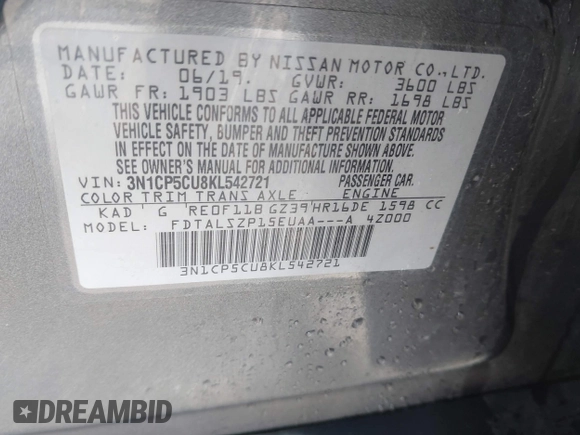 MANUFACTURED BY NISSAN MOTOR CO.,LTD.
DATE: 06/19. GVWR: 3600 LBS
GAWR FR: 1903 LBS GAWR RR: 1698 LBS
THIS VEHICLE CONFORMS TO ALL APPLICABLE FEDERAL MOTOR
VEHICLE SAFETY, BUMPER AND THEFT PREVENTION STANDARDS
IN EFFECT ON THE DATE OF MANUFACTURE SHOWN ABOVE.
SEE OWNER'S MANUAL FOR ADDITIONAL INFORMATION
VIN: 3N1CP5CU8KL542721 PASSENGER CAR.
COLOR TRIM TRANS AXLE ENGINE
KAD G RE0F11B GZ39 HR16DE 1598 CC
MODEL: FDTALSZP15EUAA---A 4Z000
3N1CP5CU8KL542721
DREAMBID